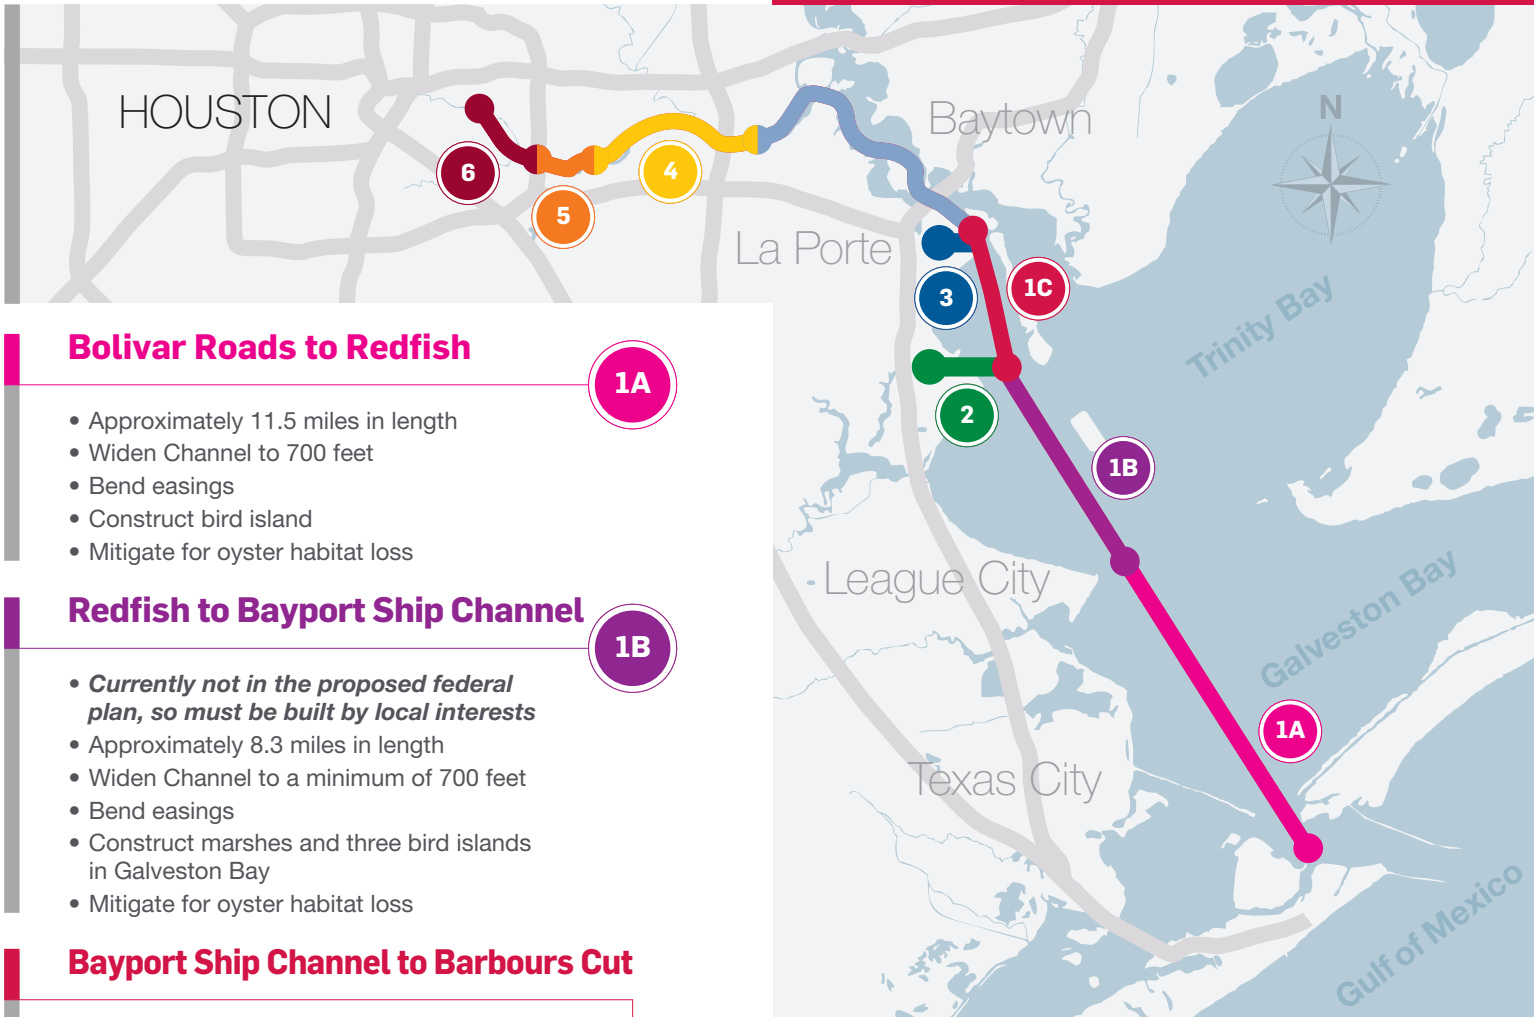 HOUSTON
Baytown
La Porte
League City
Texas City
Trinity Bay
Galveston Bay
Gulf of Mexico
N
6
5
4
3
1C
2
1B
1A
Bolivar Roads to Redfish
1A
• Approximately 11.5 miles in length
• Widen Channel to 700 feet
• Bend easings
• Construct bird island
• Mitigate for oyster habitat loss
Redfish to Bayport Ship Channel
1B
• Currently not in the proposed federal
plan, so must be built by local interests
• Approximately 8.3 miles in length
• Widen Channel to a minimum of 700 feet
• Bend easings
• Construct marshes and three bird islands
in Galveston Bay
• Mitigate for oyster habitat loss
Bayport Ship Channel to Barbours Cut